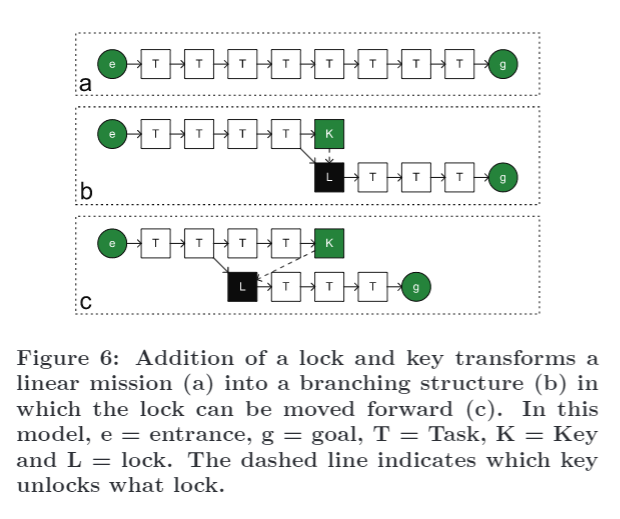 e T T T T T T T T g
a
e T T T T K
L T T T g
b
e T T T T K
L T T T g
c
Figure 6: Addition of a lock and key transforms a
linear mission (a) into a branching structure (b) in
which the lock can be moved forward (c). In this
model, e = entrance, g = goal, T = Task, K = Key
and L = lock. The dashed line indicates which key
unlocks what lock.